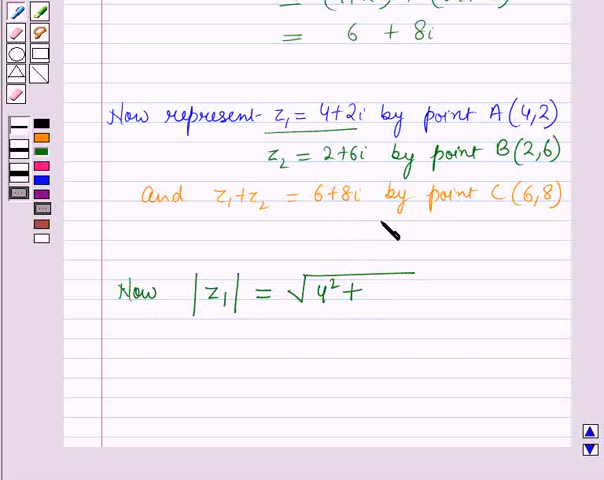 = 6 + 8i
Now represent z₁ = 4+2i by point A(4,2)
z₂ = 2+6i by point B(2,6)
And z₁+z₂ = 6+8i by point C(6,8)
Now |z₁| = √4² +